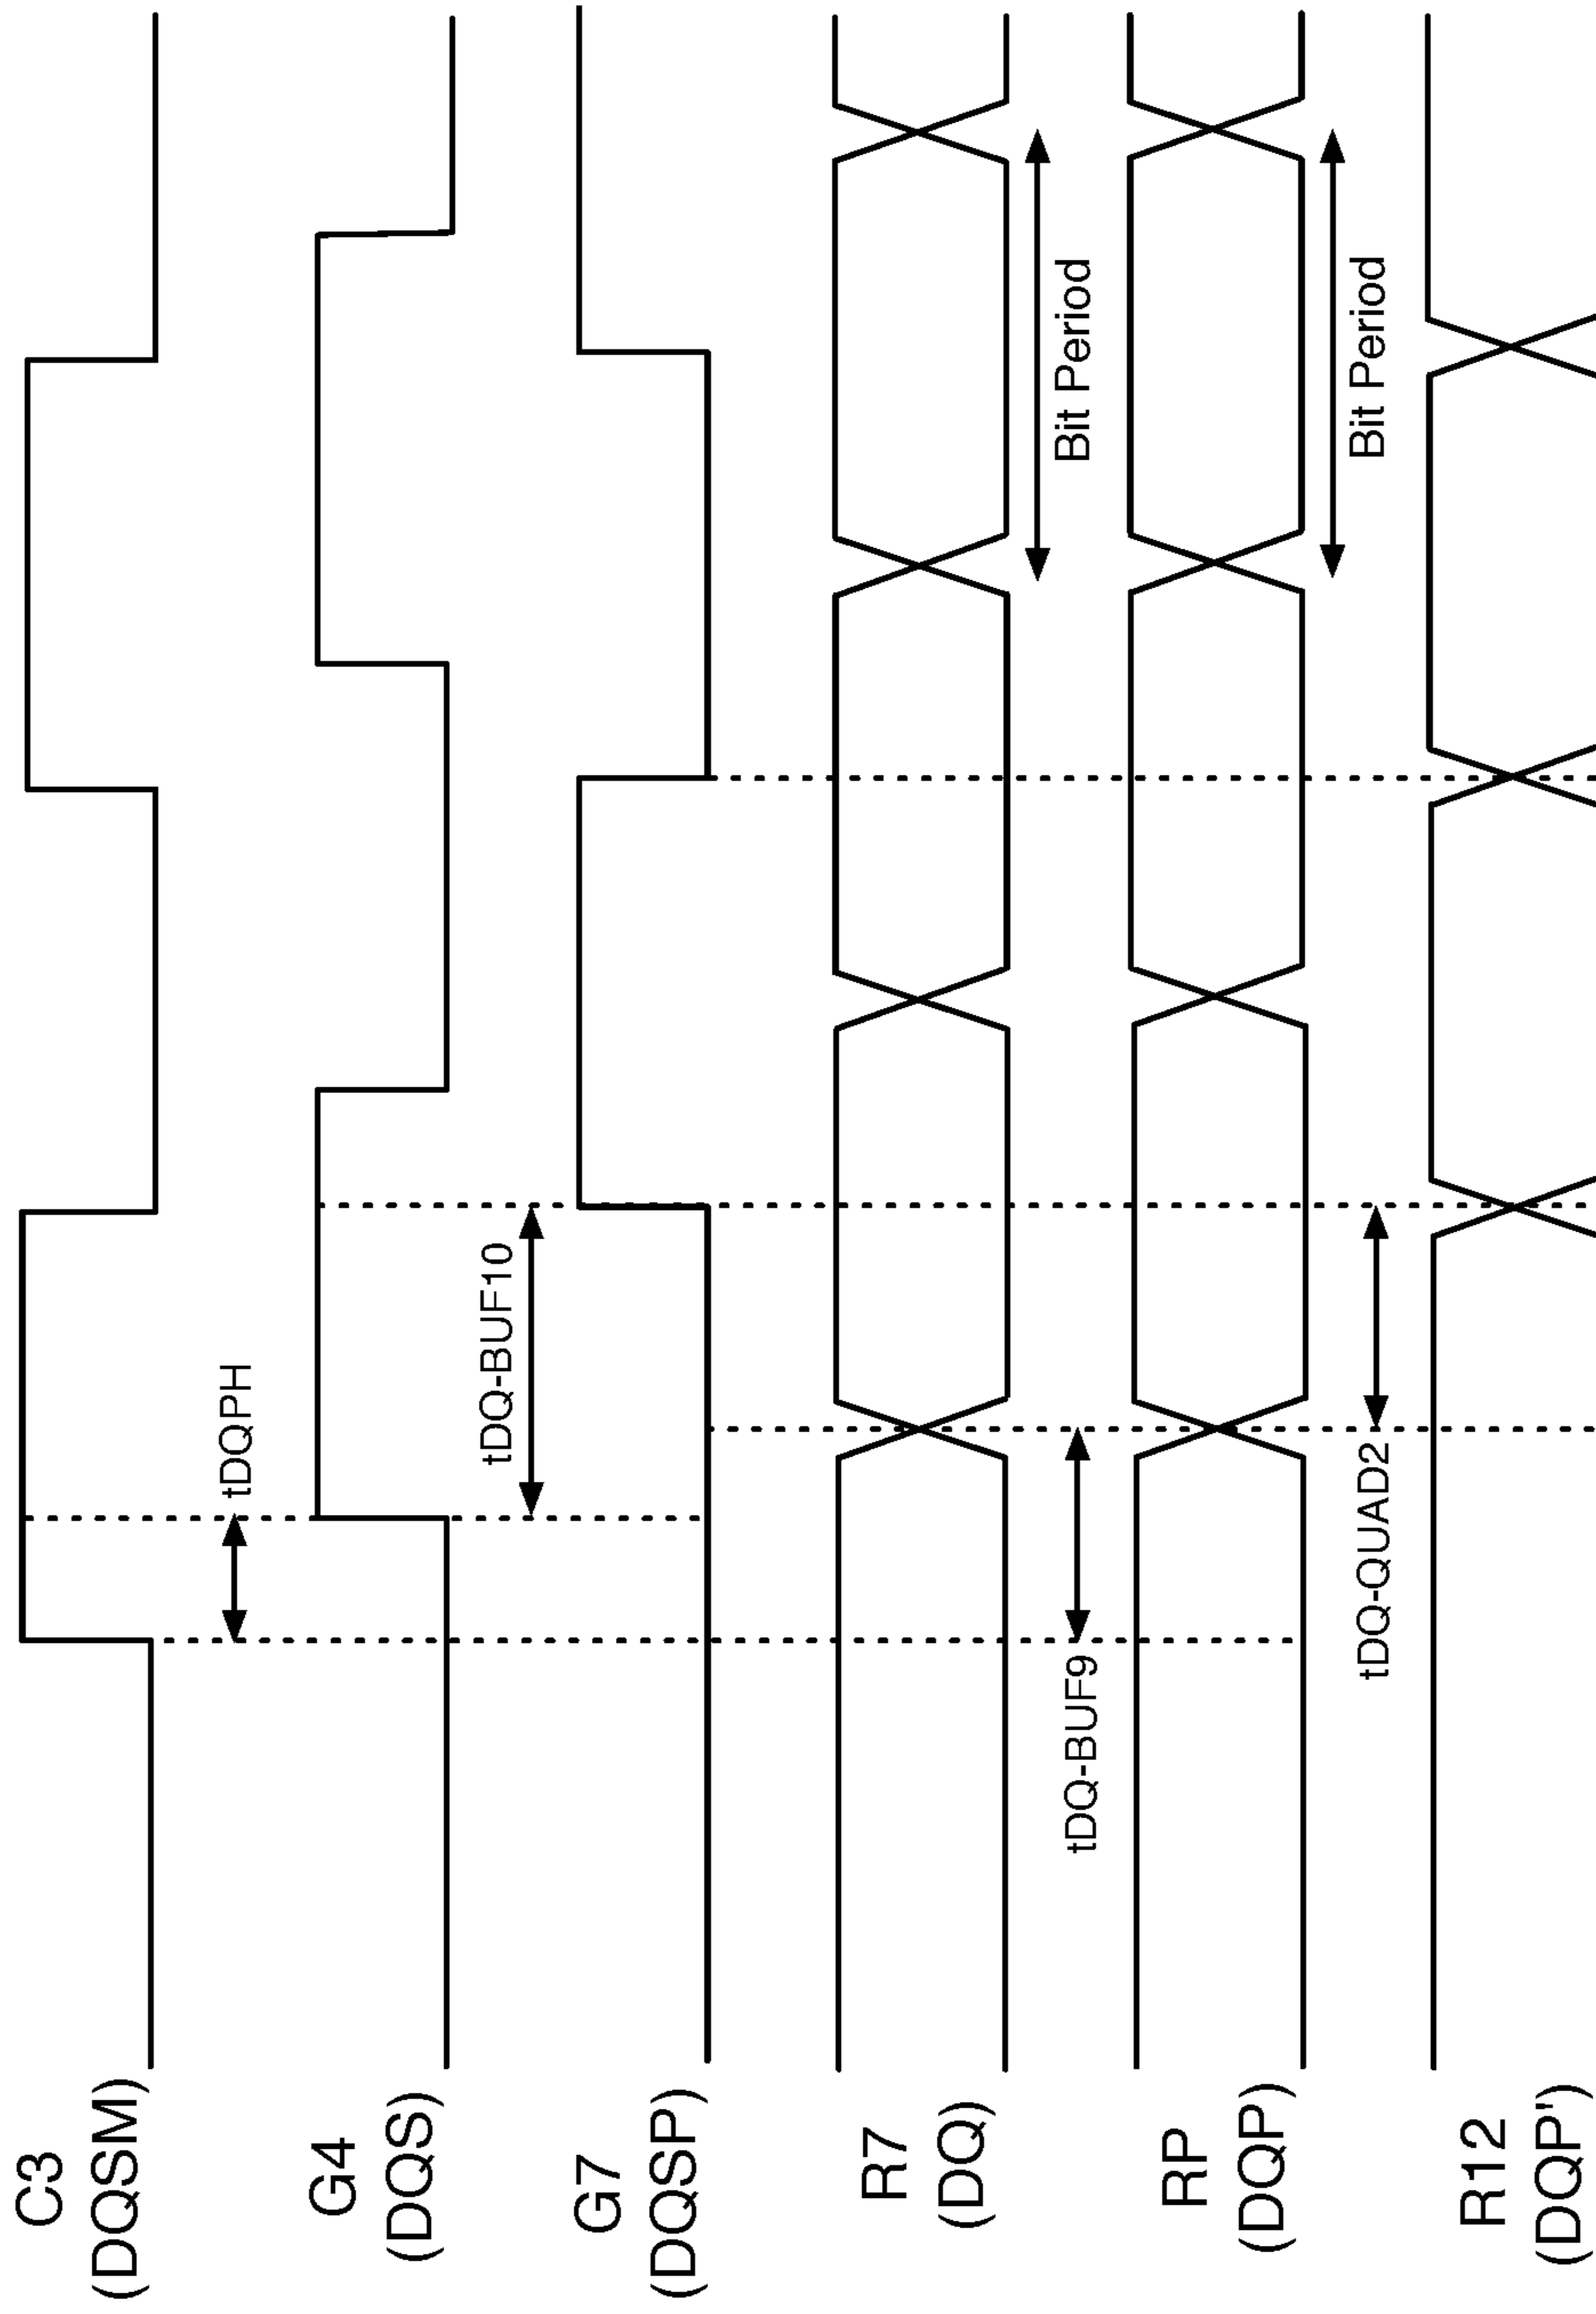 C3
(DQSM)
tDQPH
G4
(DQS)
tDQ-BUF10
G7
(DQSP)
R7
(DQ)
tDQ-BUF9
Bit Period
RP
(DQP)
tDQ-QUAD2
Bit Period
R12
(DQP')